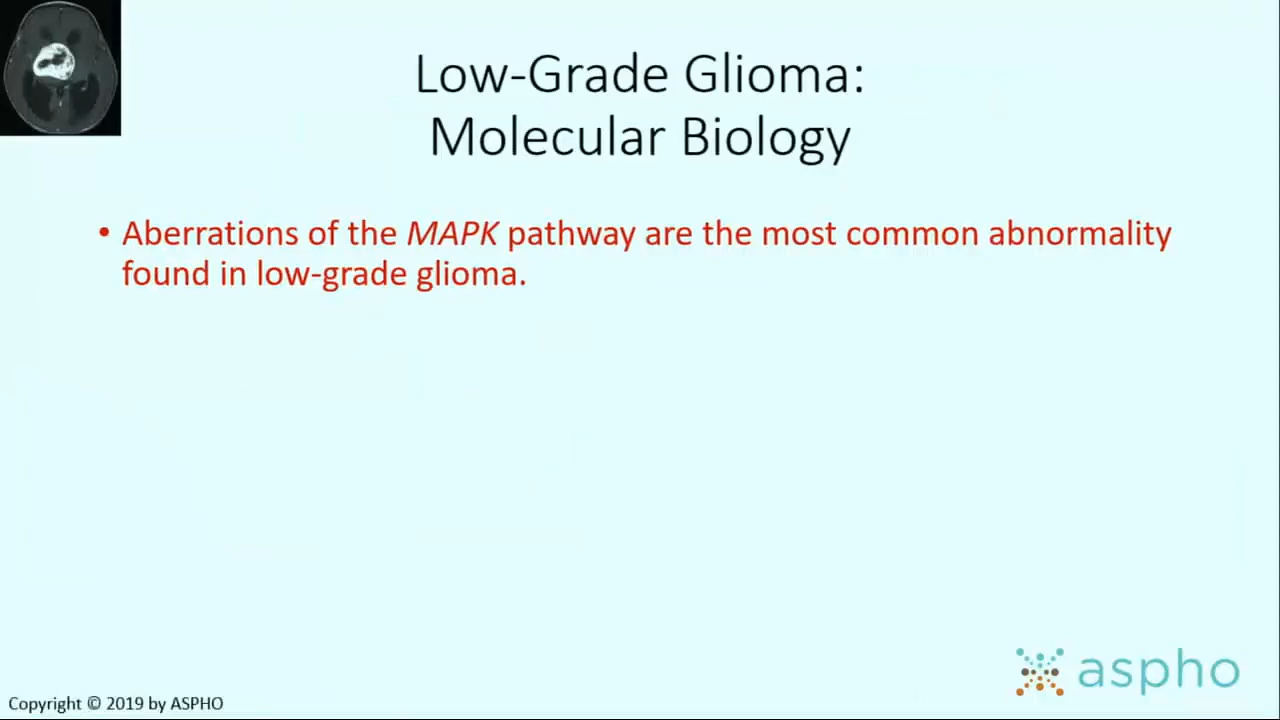 Low-Grade Glioma:
Molecular Biology
• Aberrations of the MAPK pathway are the most common abnormality
found in low-grade glioma.
aspho
Copyright © 2019 by ASPHO